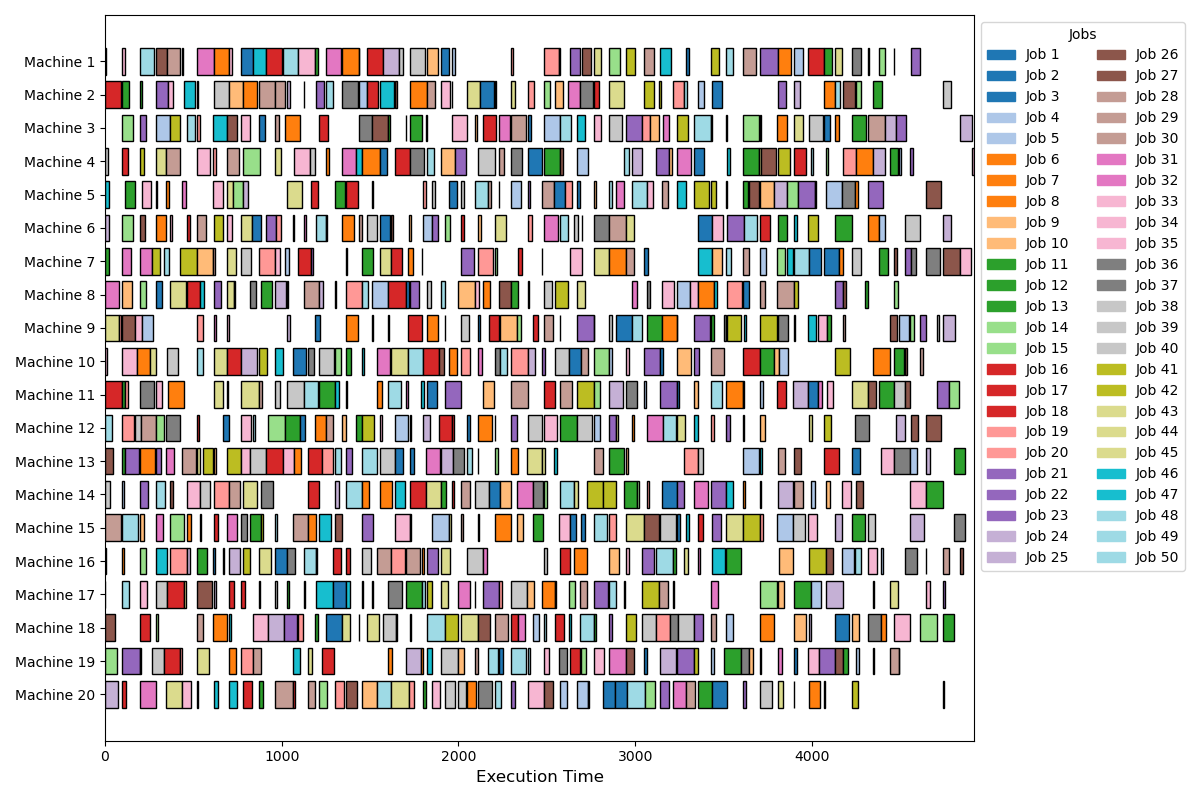 Machine 1
Machine 2
Machine 3
Machine 4
Machine 5
Machine 6
Machine 7
Machine 8
Machine 9
Machine 10
Machine 11
Machine 12
Machine 13
Machine 14
Machine 15
Machine 16
Machine 17
Machine 18
Machine 19
Machine 20
0 1000 2000 3000 4000
Execution Time
Jobs
Job 1
Job 2
Job 3
Job 4
Job 5
Job 6
Job 7
Job 8
Job 9
Job 10
Job 11
Job 12
Job 13
Job 14
Job 15
Job 16
Job 17
Job 18
Job 19
Job 20
Job 21
Job 22
Job 23
Job 24
Job 25
Job 26
Job 27
Job 28
Job 29
Job 30
Job 31
Job 32
Job 33
Job 34
Job 35
Job 36
Job 37
Job 38
Job 39
Job 40
Job 41
Job 42
Job 43
Job 44
Job 45
Job 46
Job 47
Job 48
Job 49
Job 50